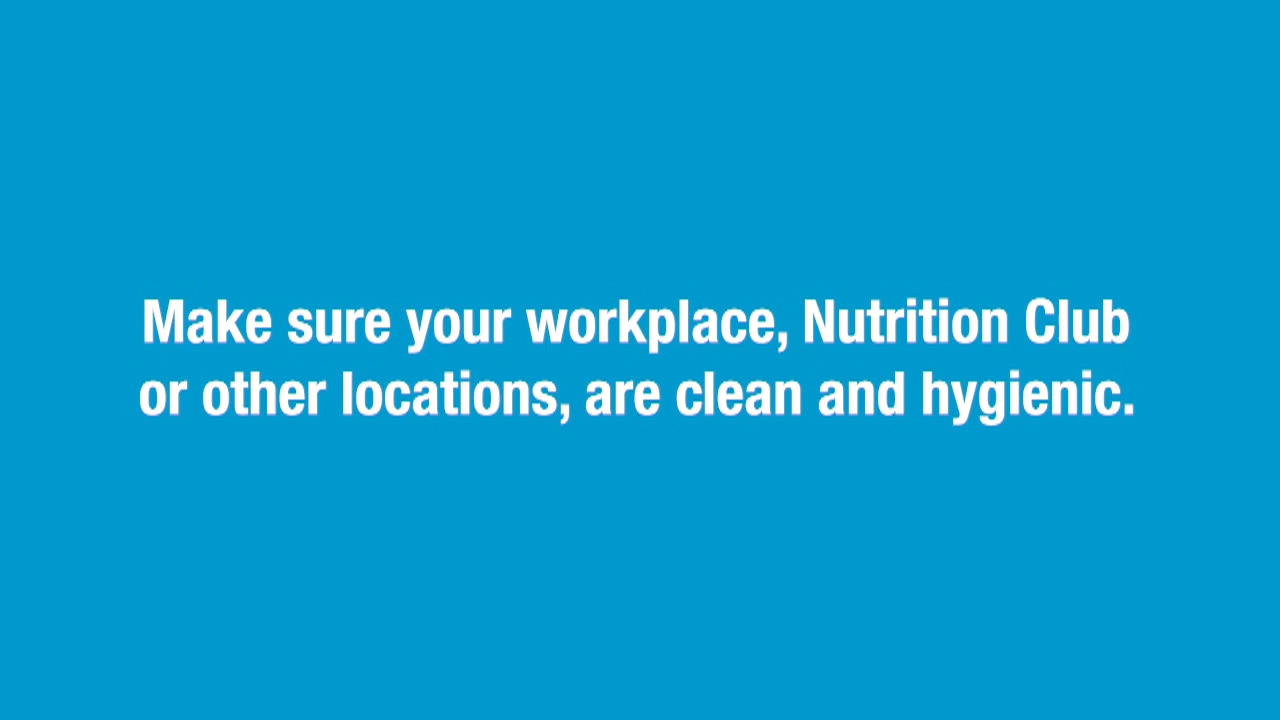 Make sure your workplace, Nutrition Club
or other locations, are clean and hygienic.